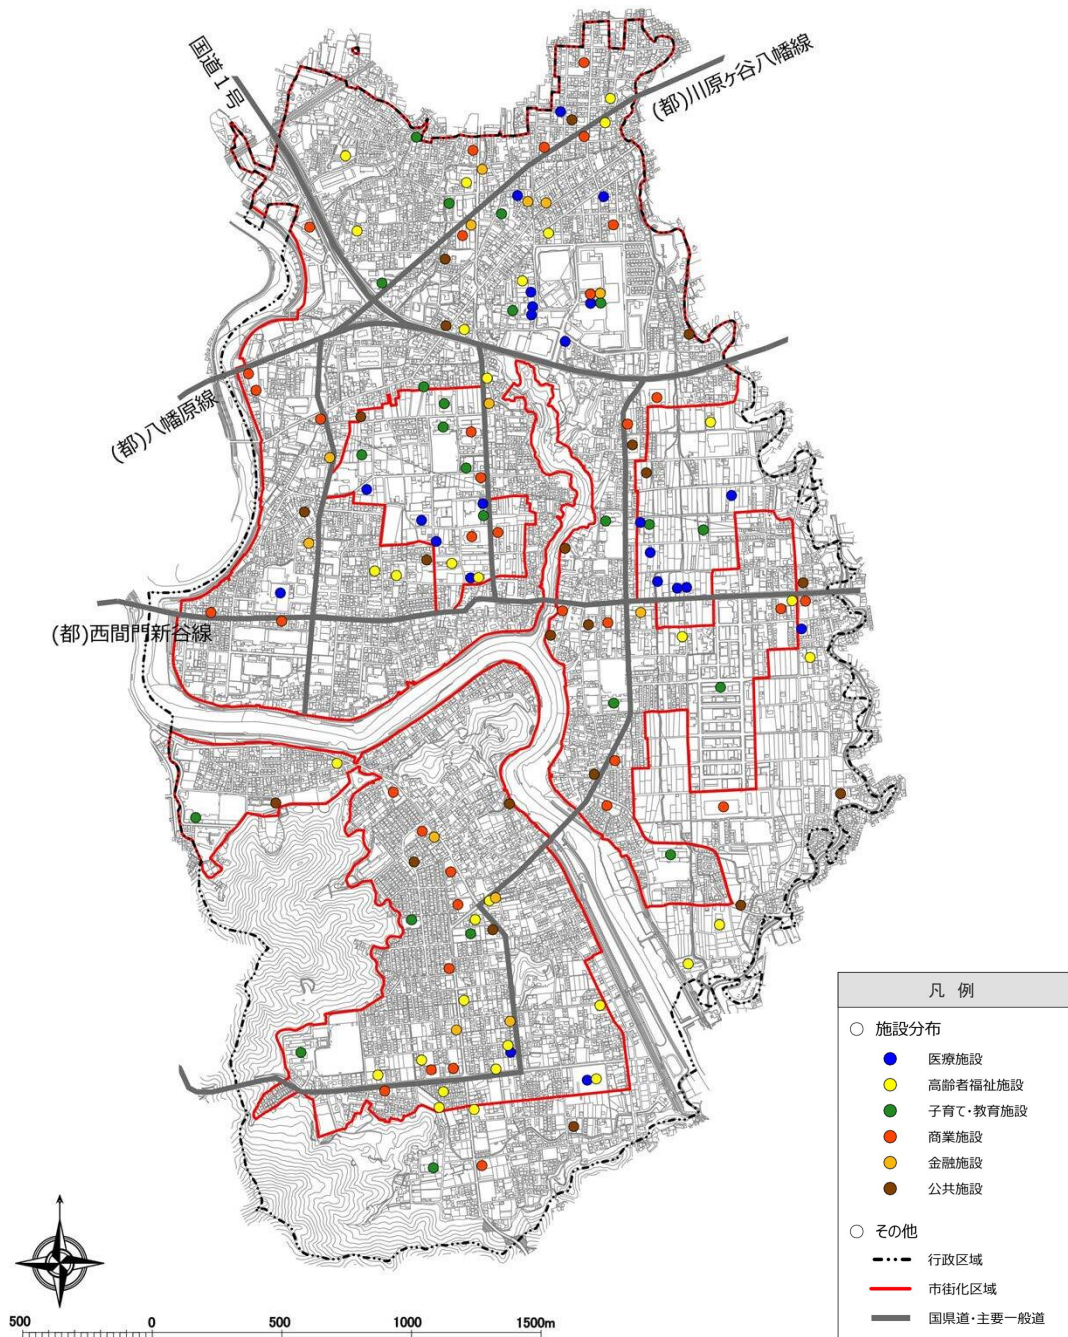 国道1号
(都)川原ヶ谷八幡線
(都)八幡原線
(都)西間門新谷線
凡 例
○ 施設分布
医療施設
高齢者福祉施設
子育て・教育施設
商業施設
金融施設
公共施設
○ その他
行政区域
市街化区域
国県道・主要一般道
500 0 500 1000 1500m